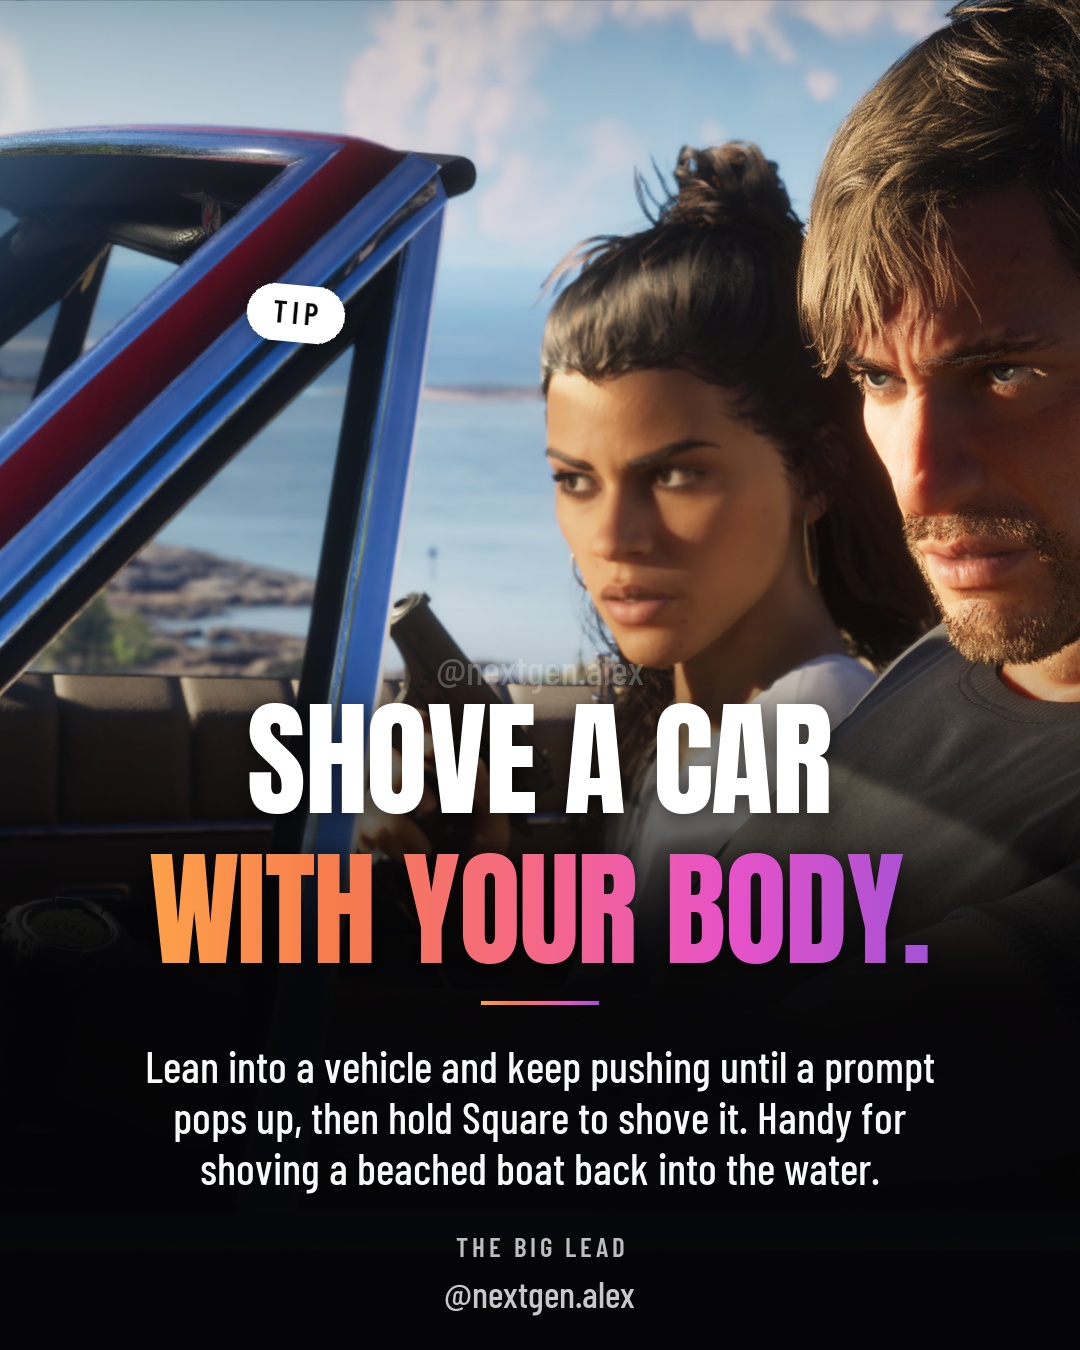 TIP
@nextgen.alex
SHOVE A CAR
WITH YOUR BODY.
Lean into a vehicle and keep pushing until a prompt
pops up, then hold Square to shove it. Handy for
shoving a beached boat back into the water.
THE BIG LEAD
@nextgen.alex